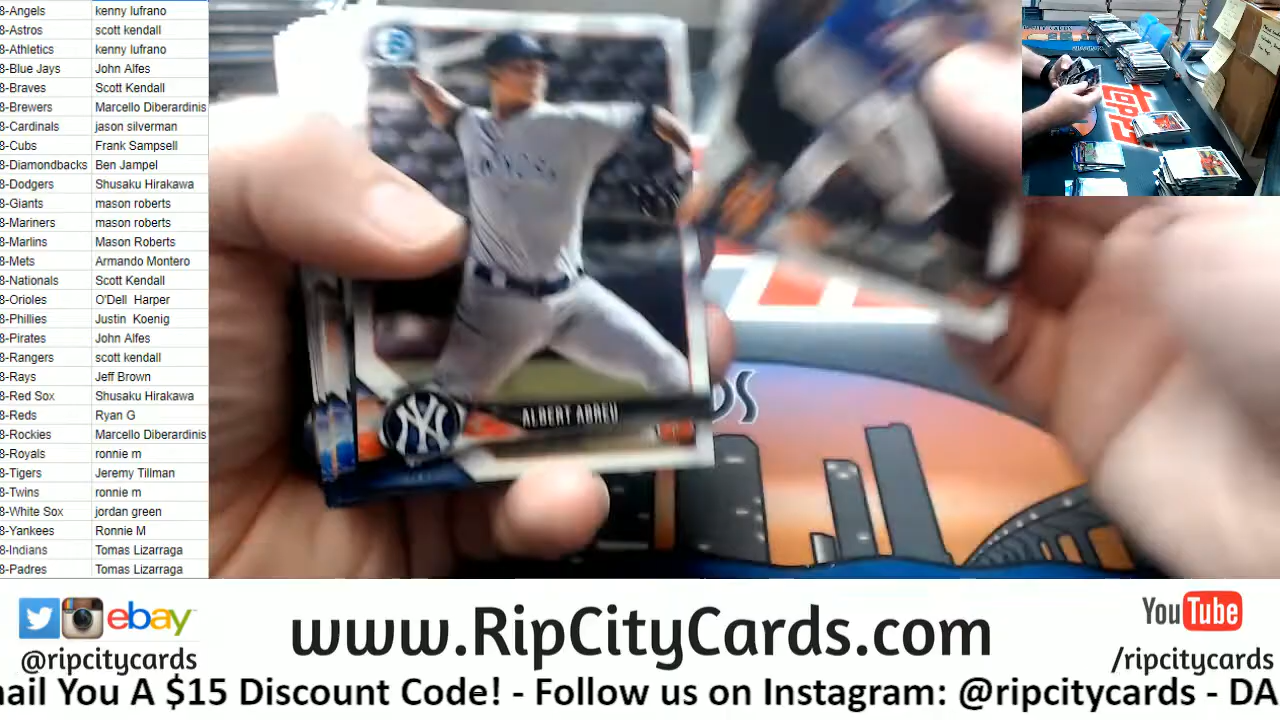 8-Angels kenny lufrano
8-Astros scott kendall
8-Athletics kenny lufrano
8-Blue Jays John Alfes
8-Braves Scott Kendall
8-Brewers Marcello Diberardinis
8-Cardinals jason silverman
8-Cubs Frank Sampsell
8-Diamondbacks Ben Jampel
8-Dodgers Shusaku Hirakawa
8-Giants mason roberts
8-Mariners mason roberts
8-Marlins Mason Roberts
8-Mets Armando Montero
8-Nationals Scott Kendall
8-Orioles O'Dell Harper
8-Phillies Justin Koenig
8-Pirates John Alfes
8-Rangers scott kendall
8-Rays Jeff Brown
8-Red Sox Shusaku Hirakawa
8-Reds Ryan G
8-Rockies Marcello Diberardinis
8-Royals ronnie m
8-Tigers Jeremy Tillman
8-Twins ronnie m
8-White Sox jordan green
8-Yankees Ronnie M
8-Indians Tomas Lizarraga
8-Padres Tomas Lizarraga
NY
ALBERT ABREU
DS
topps
ebay
@ripcitycards
www.RipCityCards.com
YouTube
/ripcitycards
mail You A $15 Discount Code! - Follow us on Instagram: @ripcitycards - DA